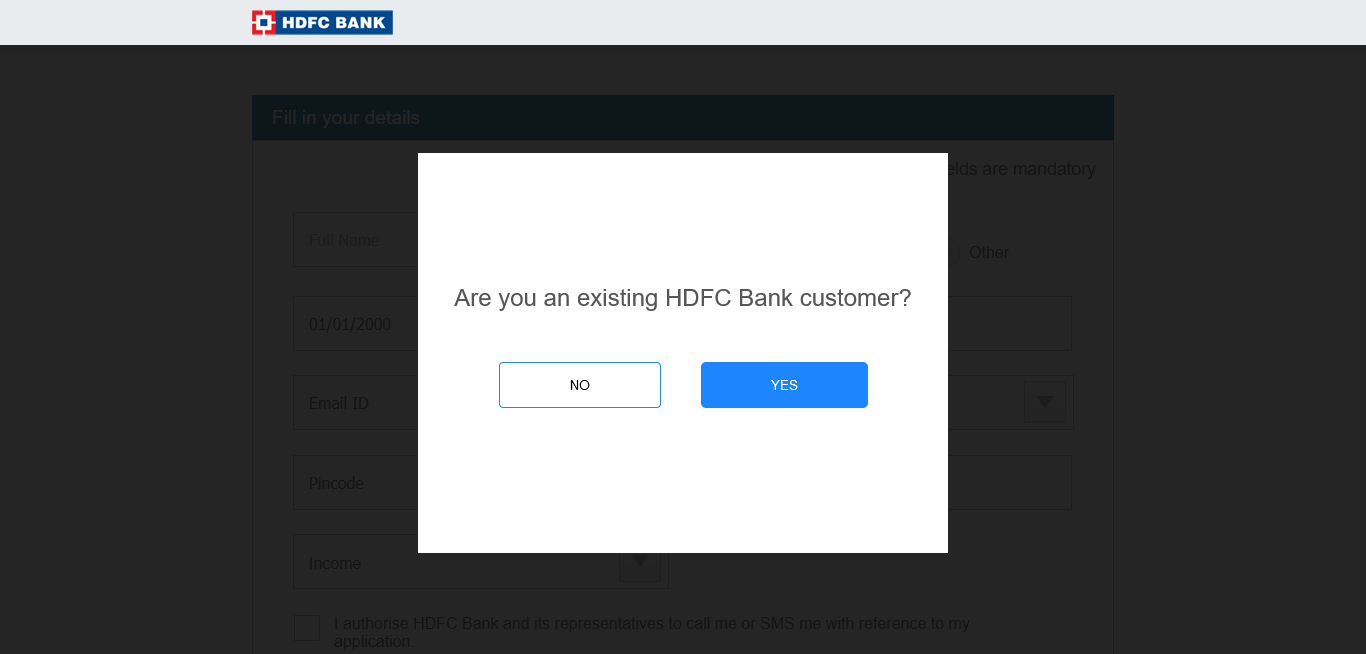 HDFC BANK
Fill in your details
elds are mandatory
Full Name
Other
Are you an existing HDFC Bank customer?
01/01/2000
NO
YES
Email ID
Pincode
Income
I authorise HDFC Bank and its representatives to call me or SMS me with reference to my
application.